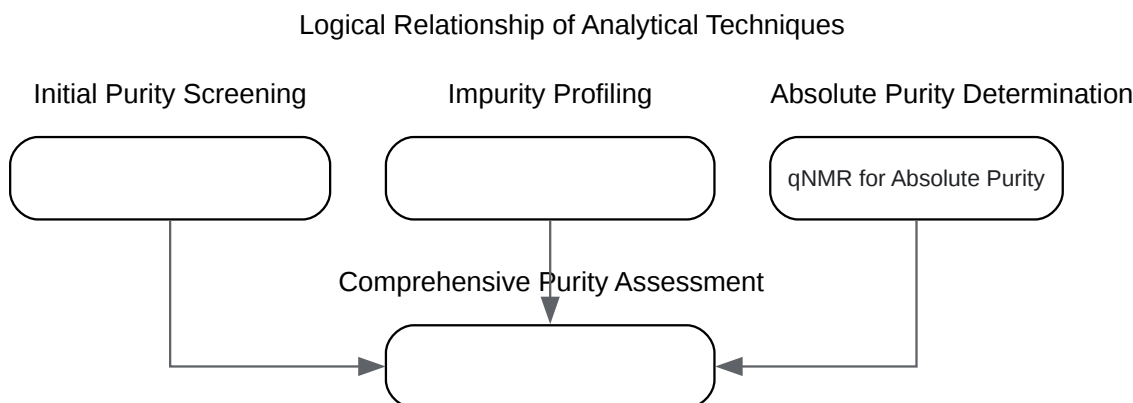 Logical Relationship of Analytical Techniques
Initial Purity Screening
Impurity Profiling
Absolute Purity Determination
qNMR for Absolute Purity
Comprehensive Purity Assessment